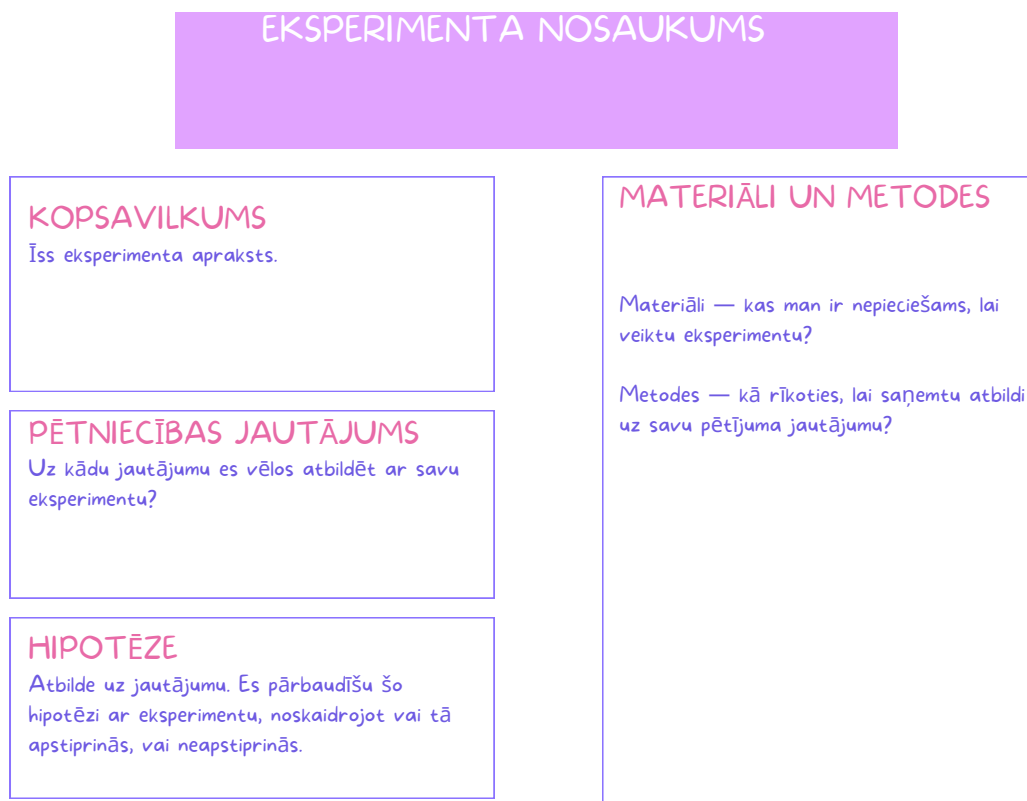 EKSPERIMENTA NOSAUKUMS
KOPSAVILKUMS
Īss eksperimenta apraksts.
PĒTNIECĪBAS JAUTĀJUMS
Uz kādu jautājumu es vēlos atbildēt ar savu
eksperimentu?
HIPOTĒZE
Atbilde uz jautājumu. Es pārbaudīšu šo
hipotēzi ar eksperimentu, noskaidrojot vai tā
apstiprinās, vai neapstiprinās.
MATERIĀLI UN METODES
Materiāli — kas man ir nepieciešams, lai
veiktu eksperimentu?
Metodes — kā rīkoties, lai saņemtu atbildi
uz savu pētījuma jautājumu?